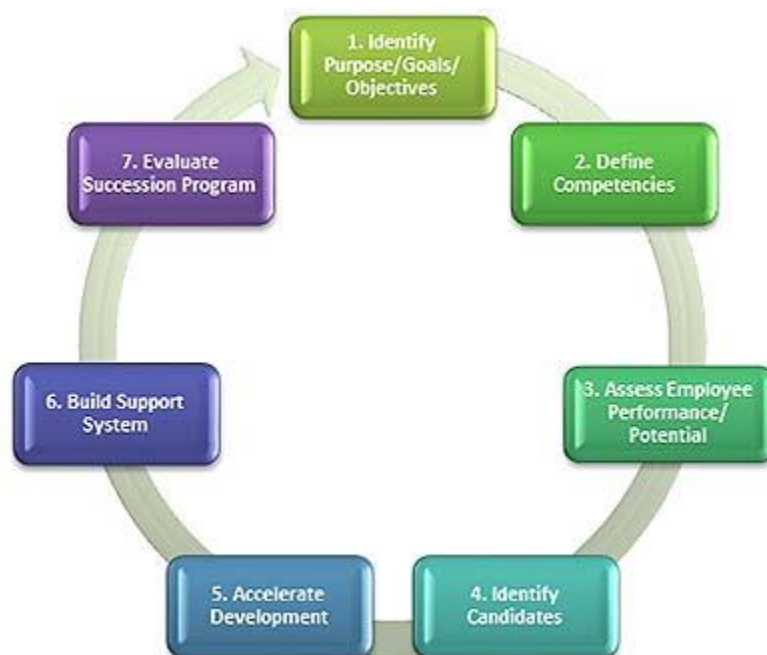 1. Identify
Purpose/Goals/
Objectives
2. Define
Competencies
3. Assess Employee
Performance/
Potential
4. Identify
Candidates
5. Accelerate
Development
6. Build Support
System
7. Evaluate
Succession Program